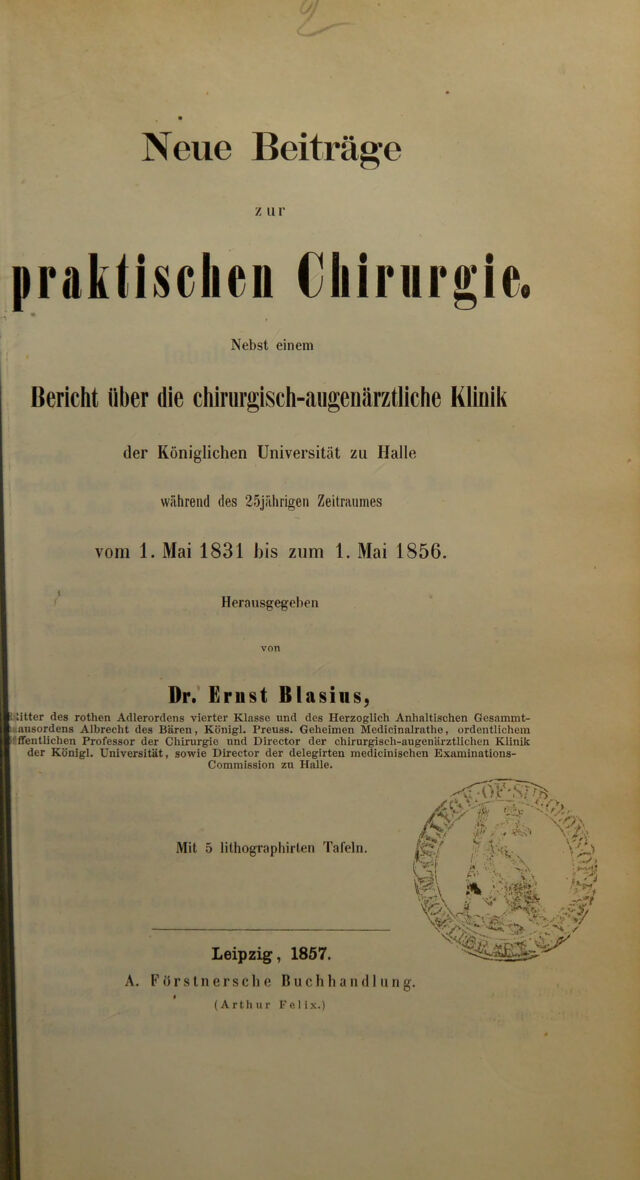 2
Neue Beiträge
zur
praktischen Chirurgie.
Nebst einem
Bericht über die chirurgisch-augenärztliche Klinik
der Königlichen Universität zu Halle
während des 25jährigen Zeitraumes
vom 1. Mai 1831 bis zum 1. Mai 1856.
Herausgegeben
von
Dr. Ernst Blasius,
itter des rothen Adlerordens vierter Klasse und des Herzoglich Anhaltischen Gesammt-
ausordens Albrecht des Bären, Königl. Preuss. Geheimen Medicinalrathe, ordentlichem
ffentlichen Professor der Chirurgie und Director der chirurgisch-augenärztlichen Klinik
der Königl. Universität, sowie Director der delegirten medicinischen Examinations-
Commission zu Halle.
Mit 5 lithographirten Tafeln.
Leipzig, 1857.
A. Förstnersche Buchhandlung.
(Arthur Felix.)